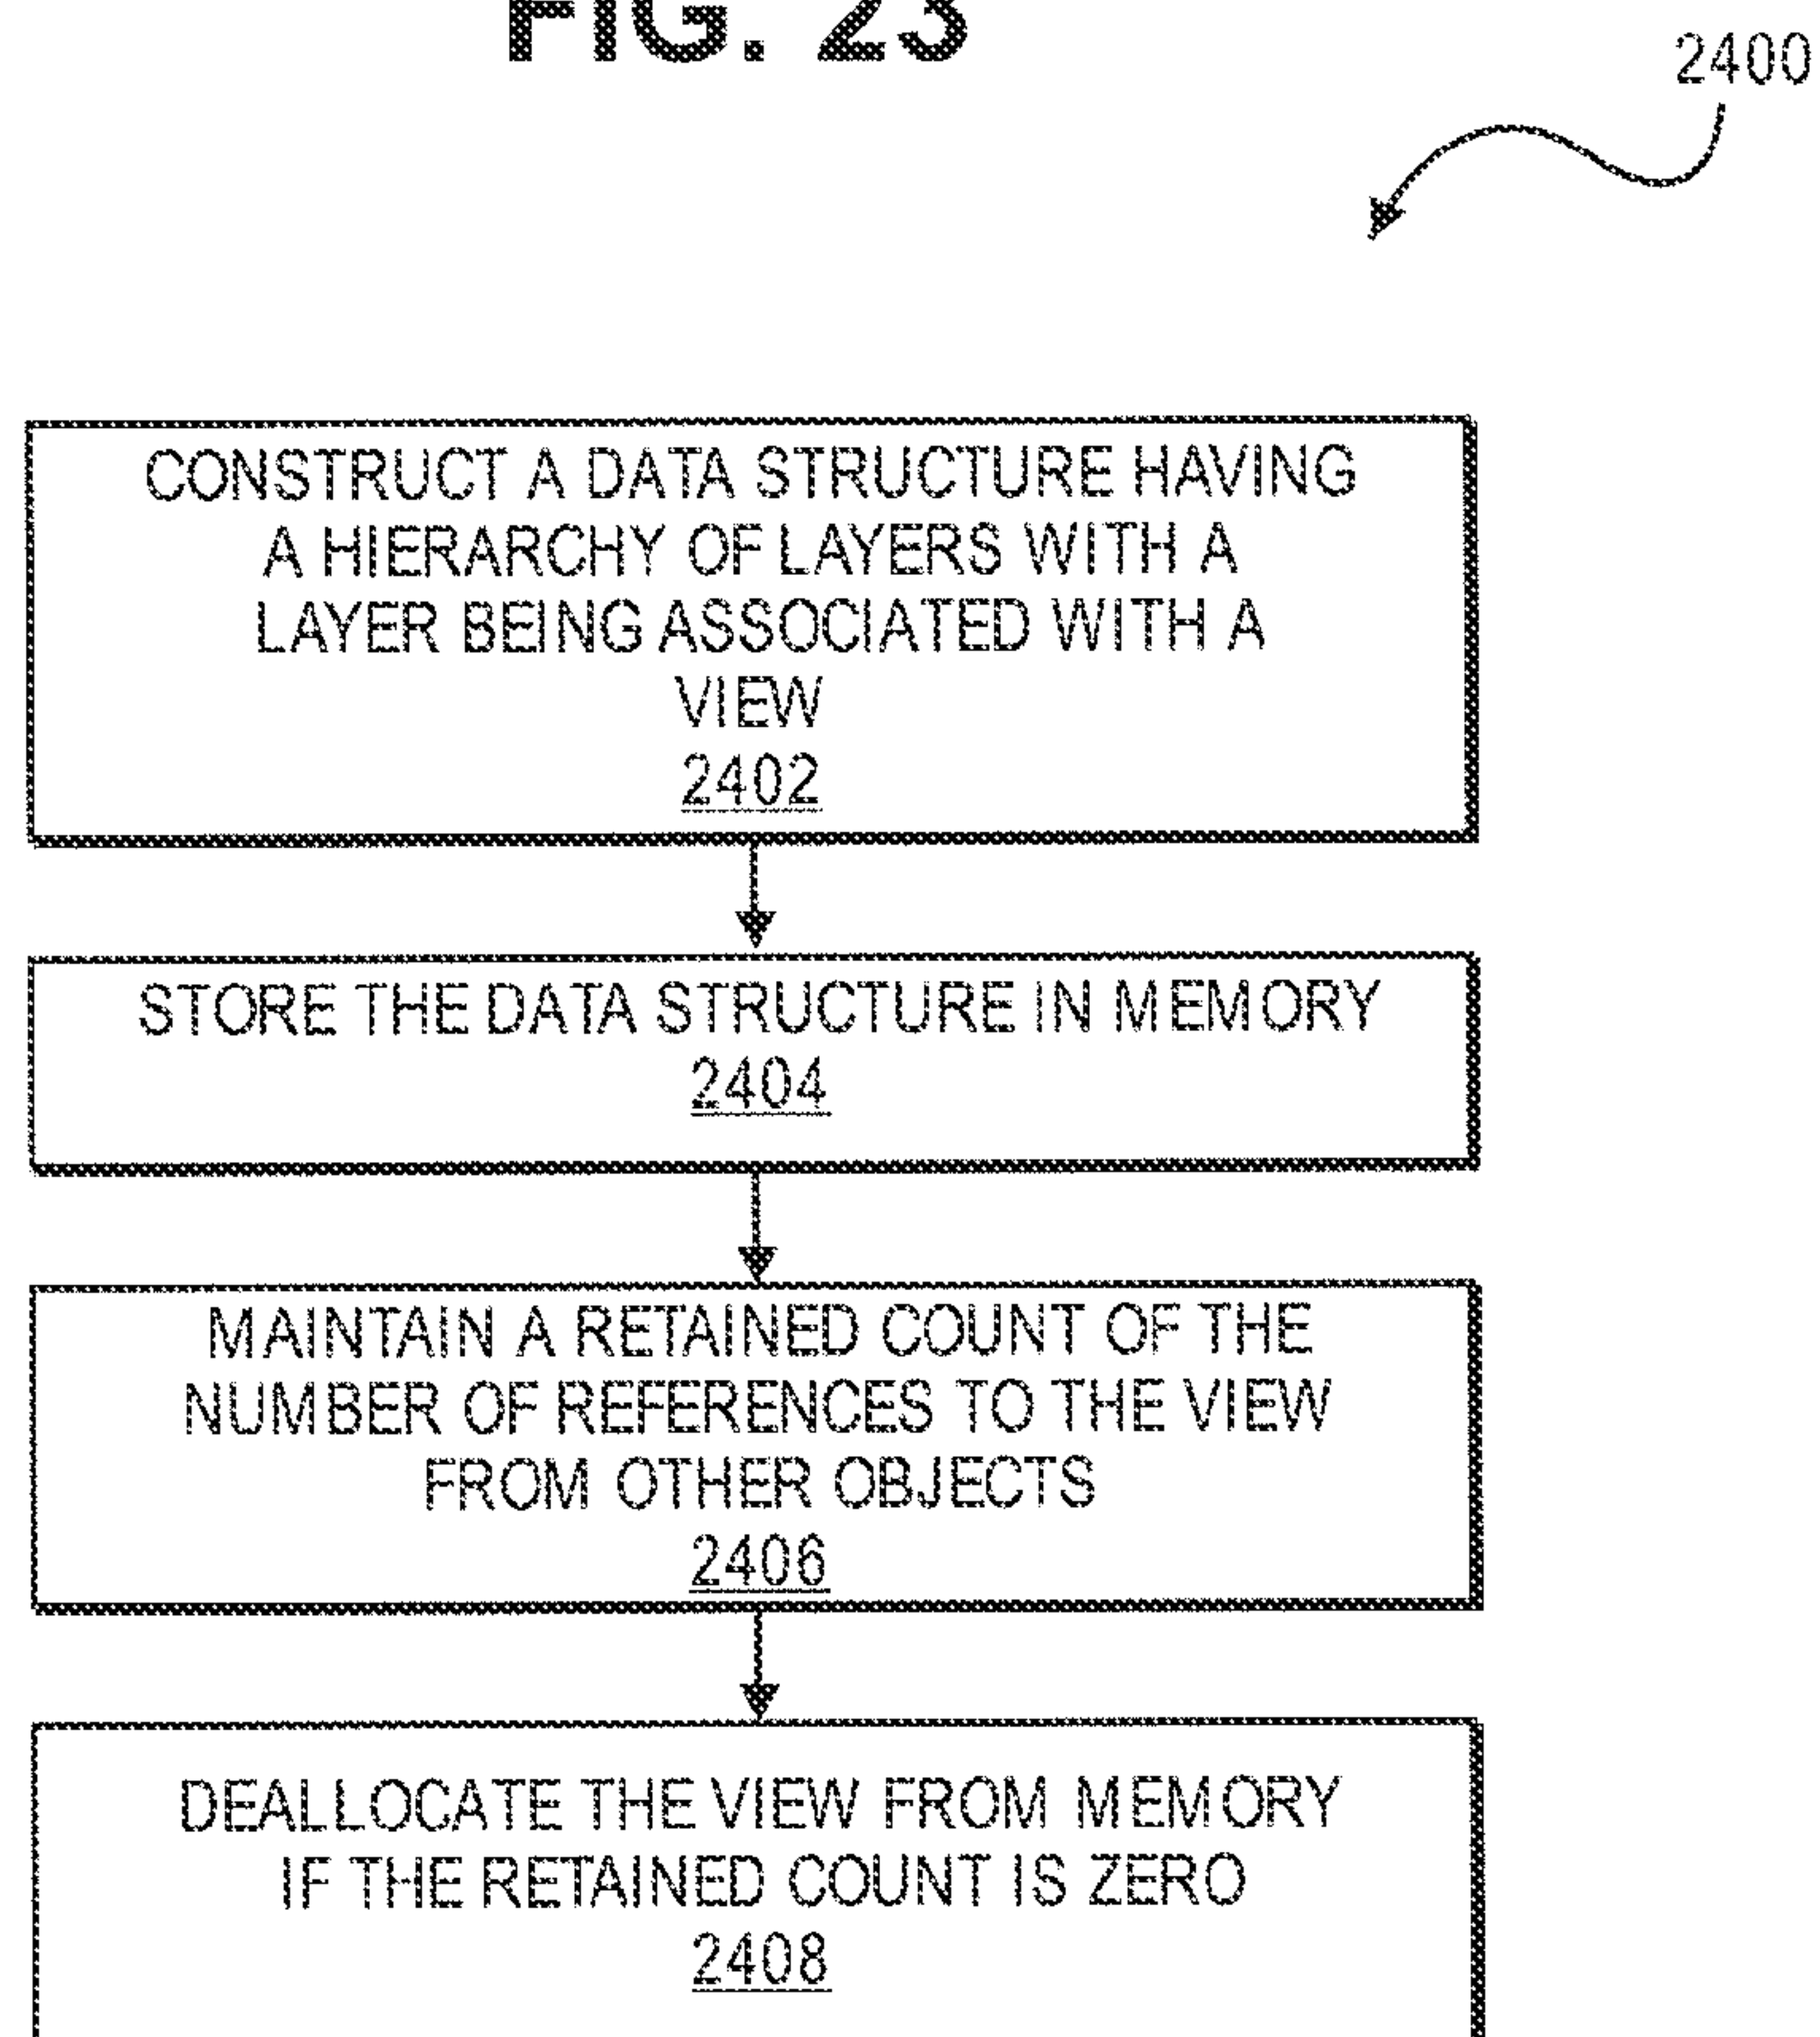 FIG. 23
2400
CONSTRUCT A DATA STRUCTURE HAVING
A HIERARCHY OF LAYERS WITH A
LAYER BEING ASSOCIATED WITH A
VIEW
2402
STORE THE DATA STRUCTURE IN MEMORY
2404
MAINTAIN A RETAINED COUNT OF THE
NUMBER OF REFERENCES TO THE VIEW
FROM OTHER OBJECTS
2406
DEALLOCATE THE VIEW FROM MEMORY
IF THE RETAINED COUNT IS ZERO
2408